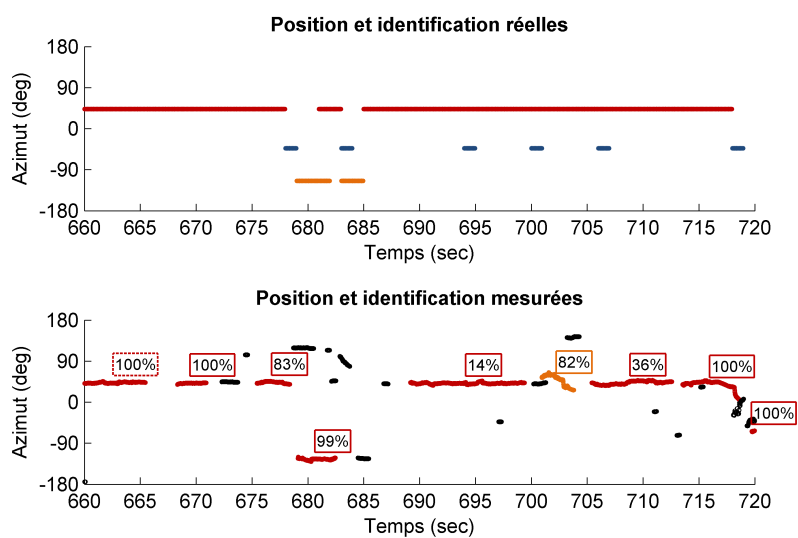 Position et identification réelles
180
90
0
-90
-180
Azimut (deg)
660 665 670 675 680 685 690 695 700 705 710 715 720
Temps (sec)
Position et identification mesurées
180
90
0
-90
-180
Azimut (deg)
100% 100% 83% 14% 82% 36% 100%
99% 100%
660 665 670 675 680 685 690 695 700 705 710 715 720
Temps (sec)